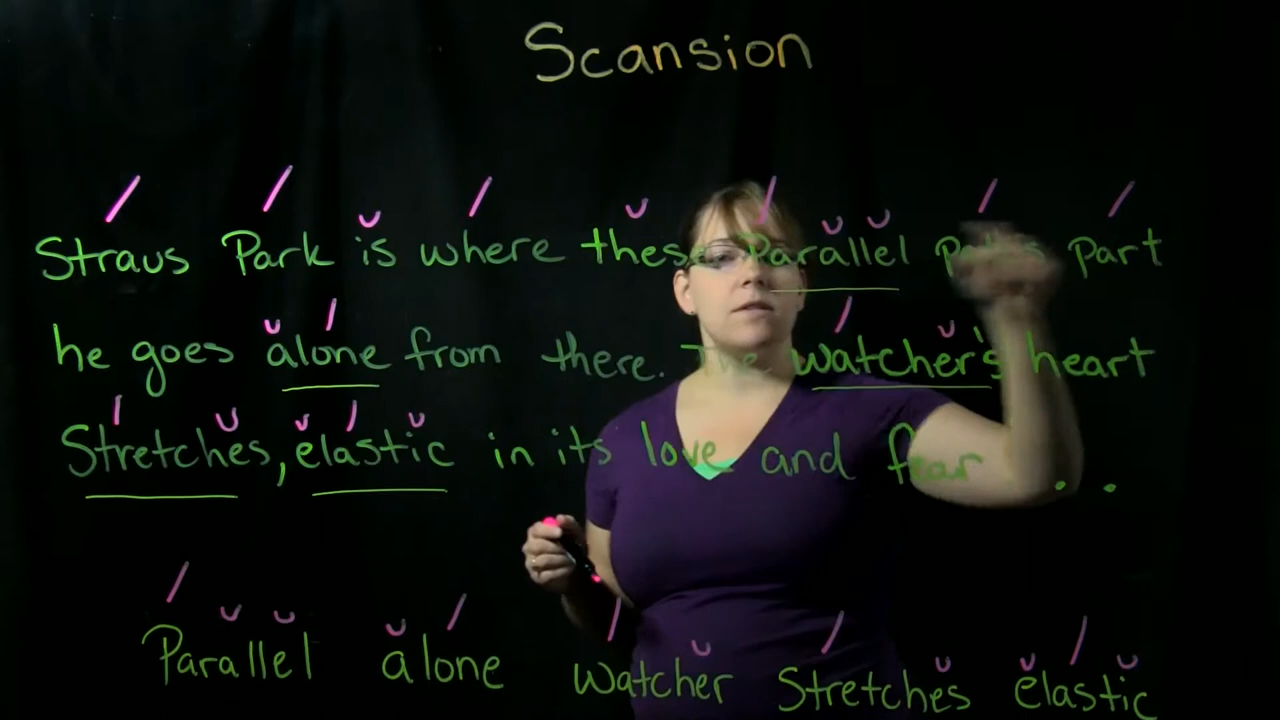 Scansion
Straus Park is where these Parallel part
he goes alone from there. The watcher's heart
Stretches, elastic in its love and fear . . .
Parallel alone watcher Stretches elastic